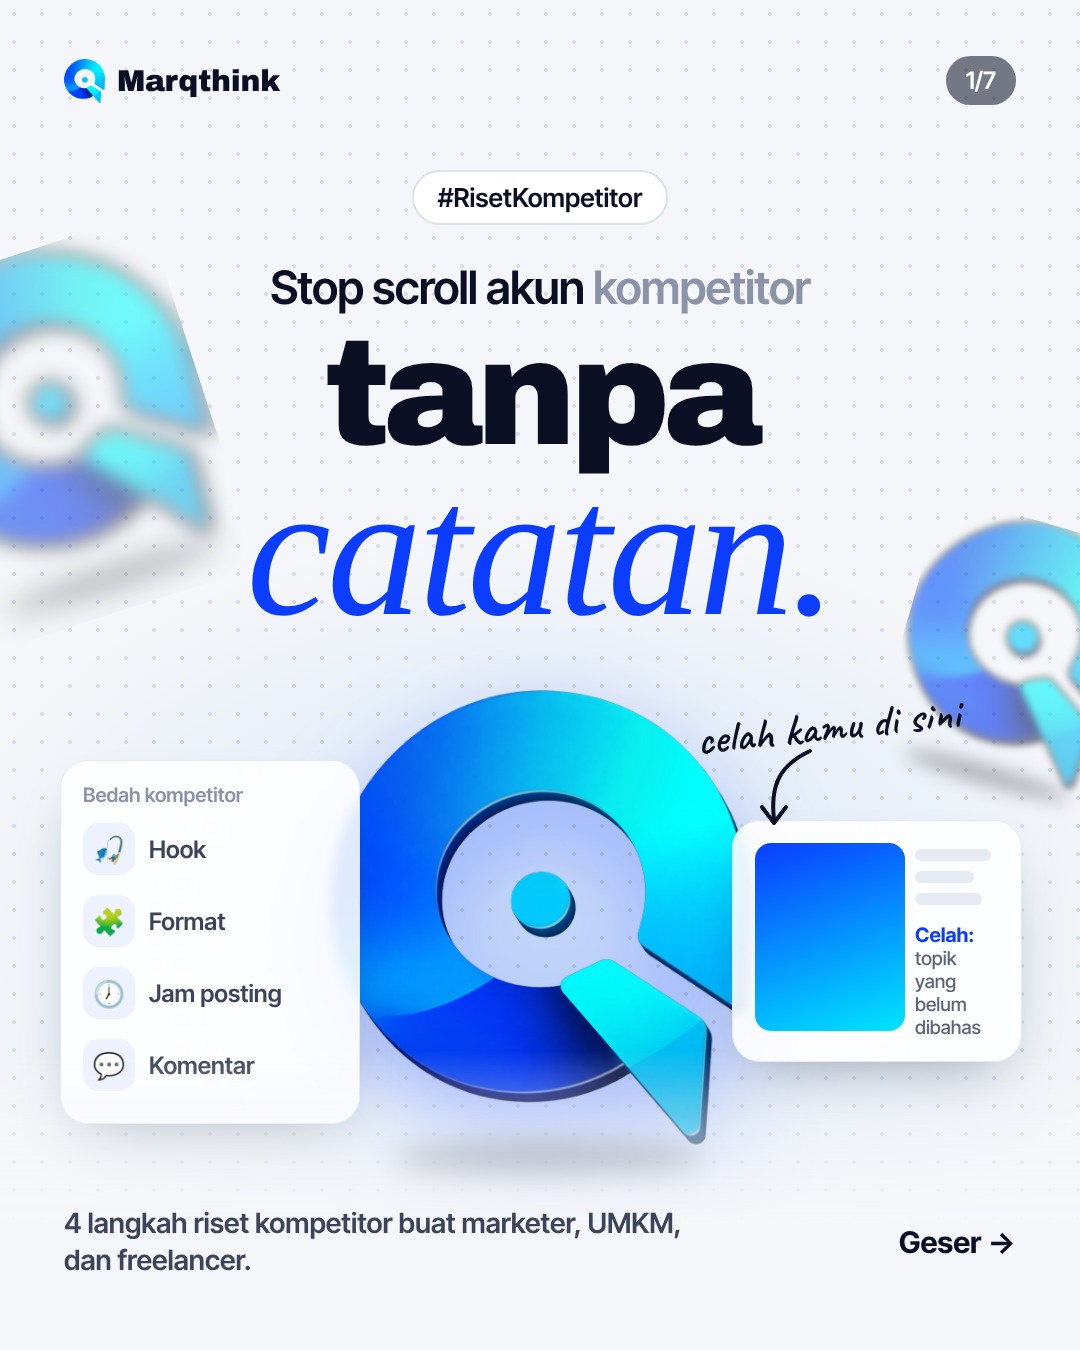 Marqthink
1/7
#RisetKompetitor
Stop scroll akun kompetitor
tanpa
catatan.
celah kamu di sini
Bedah kompetitor
Hook
Format
Jam posting
Komentar
Celah:
topik
yang
belum
dibahas
4 langkah riset kompetitor buat marketer, UMKM,
dan freelancer.
Geser →